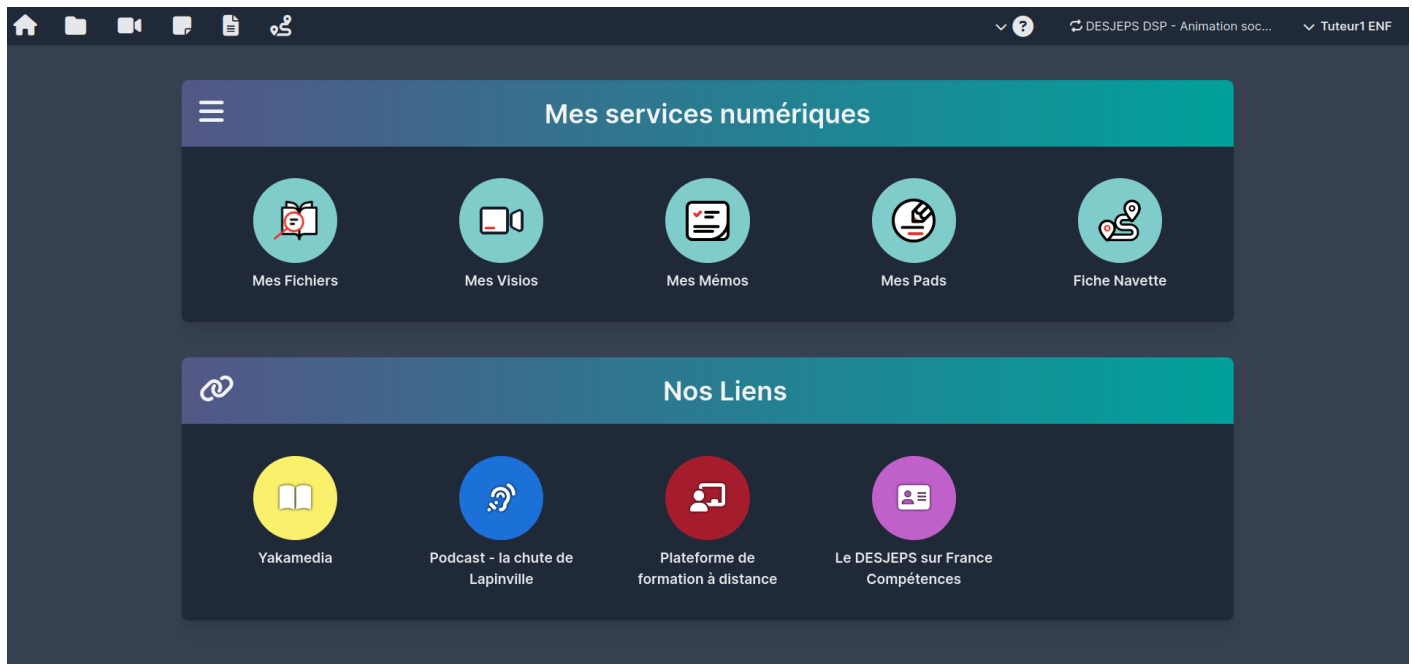 ? DESJEPS DSP - Animation soc... Tuteur1 ENF
Mes services numériques
Mes Fichiers Mes Visios Mes Mémos Mes Pads Fiche Navette
Nos Liens
Yakamedia Podcast - la chute de Plateforme de Le DESJEPS sur France
Lapinville formation à distance Compétences